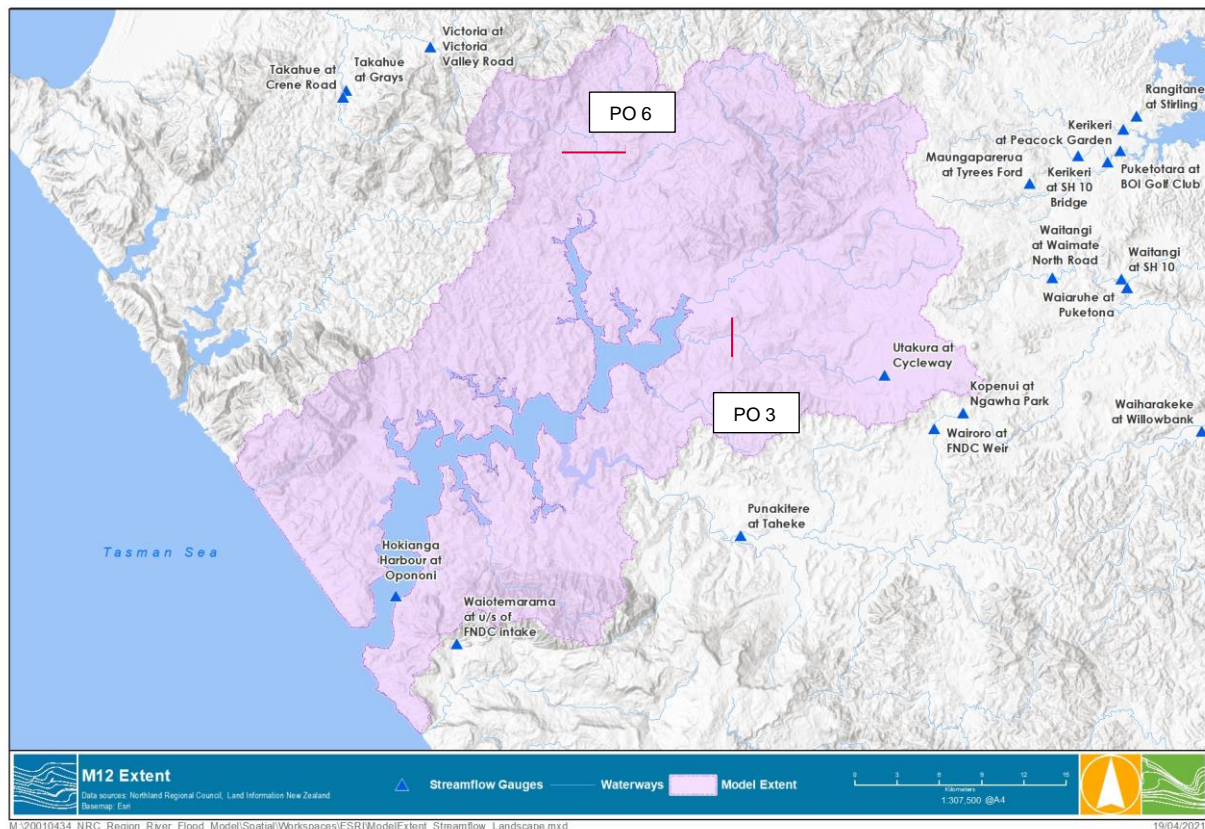 Victoria at
Victoria
Valley Road
Takahue at
Crene Road
Takahue
at Grays
PO 6
Rangitane
at Stirling
Kerikeri
at Peacock Garden
Maungaparerua
at Tyrees Ford
Kerikeri
at SH 10
Bridge
Puketotara at
BOI Golf Club
Waitangi
at Waimate
North Road
Waitangi
at SH 10
Waiaruhe at
Puketona
Utakura at
Cycleway
PO 3
Kopenui at
Ngawha Park
Wairoro at
FNDC Weir
Waiharakeke
at Willowbank
Punakitere
at Taheke
Tasman Sea
Hokianga
Harbour at
Opononi
Waiotemarama
at u/s of
FNDC intake
M12 Extent
Data sources: Northland Regional Council, Land Information New Zealand
Basemap: Esri
Streamflow Gauges
Waterways
Model Extent
0 3 6 9 12 15
Kilometers
1:307,500 @A4
M:\20010434_NRC_Region_River_Flood_Model\Spatial\Workspaces\ESRI\ModelExtent_Streamflow_Landscape.mxd
19/04/2021